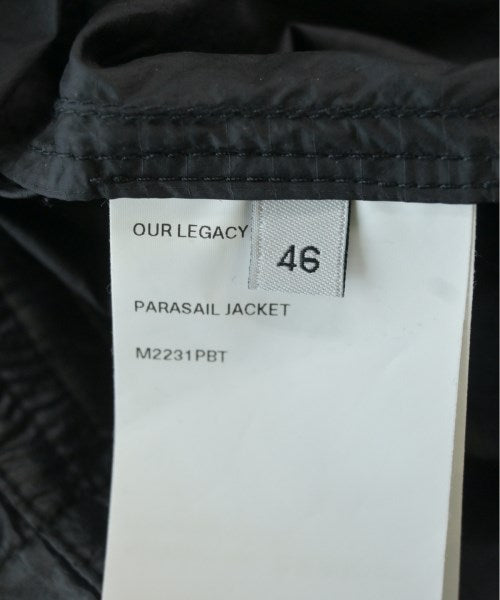 OUR LEGACY
46
PARASAIL JACKET
M2231PBT